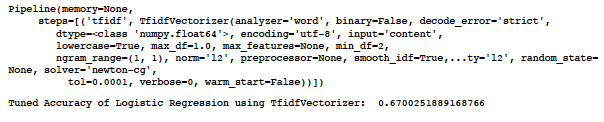 Pipeline(memory=None,
steps=[('tfidf', TfidfVectorizer(analyzer='word', binary=False, decode_error='strict',
dtype=<class 'numpy.float64'>, encoding='utf-8', input='content',
lowercase=True, max_df=1.0, max_features=None, min_df=2,
ngram_range=(1, 1), norm='l2', preprocessor=None, smooth_idf=True,...ty='l2', random_state=
None, solver='newton-cg',
tol=0.0001, verbose=0, warm_start=False))])
Tuned Accuracy of Logistic Regression using TfidfVectorizer:  0.6700251889168766